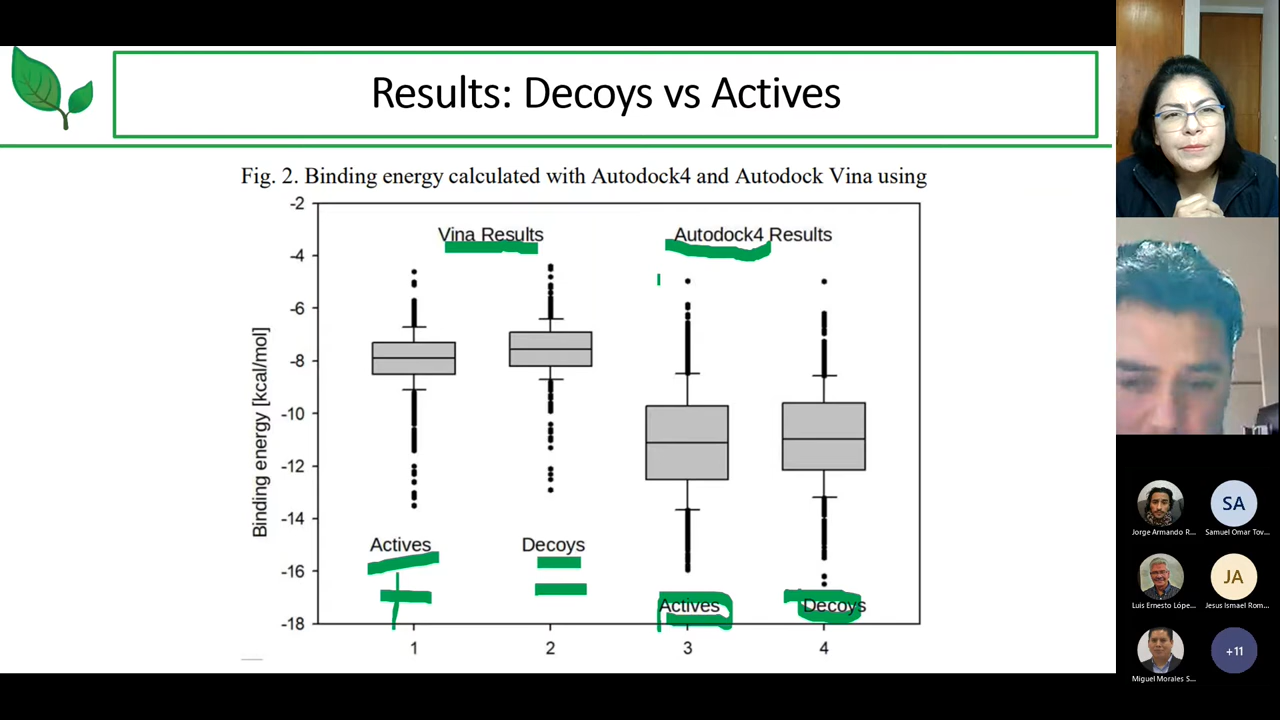 Results: Decoys vs Actives
Fig. 2. Binding energy calculated with Autodock4 and Autodock Vina using
-2
-4
-6
-8
-10
-12
-14
-16
-18
Binding energy [kcal/mol]
Vina Results
Autodock4 Results
Actives
Decoys
Actives
Decoys
1
2
3
4
SA
Jorge Armando R...
Samuel Omar Tov...
JA
Luis Ernesto Lópe...
Jesus Ismael Rom...
+11
Miguel Morales S...